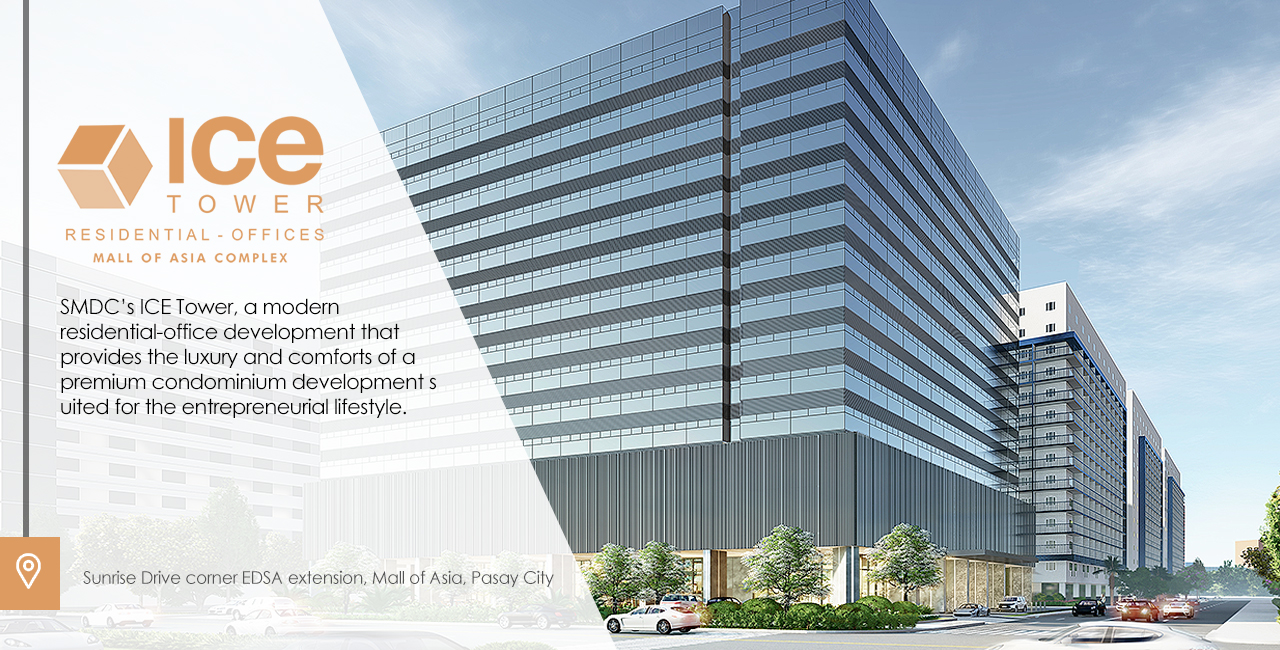 ICE
TOWER
RESIDENTIAL - OFFICES
MALL OF ASIA COMPLEX
SMDC's ICE Tower, a modern
residential-office development that
provides the luxury and comforts of a
premium condominium development s
uited for the entrepreneurial lifestyle.
Sunrise Drive corner EDSA extension, Mall of Asia, Pasay City